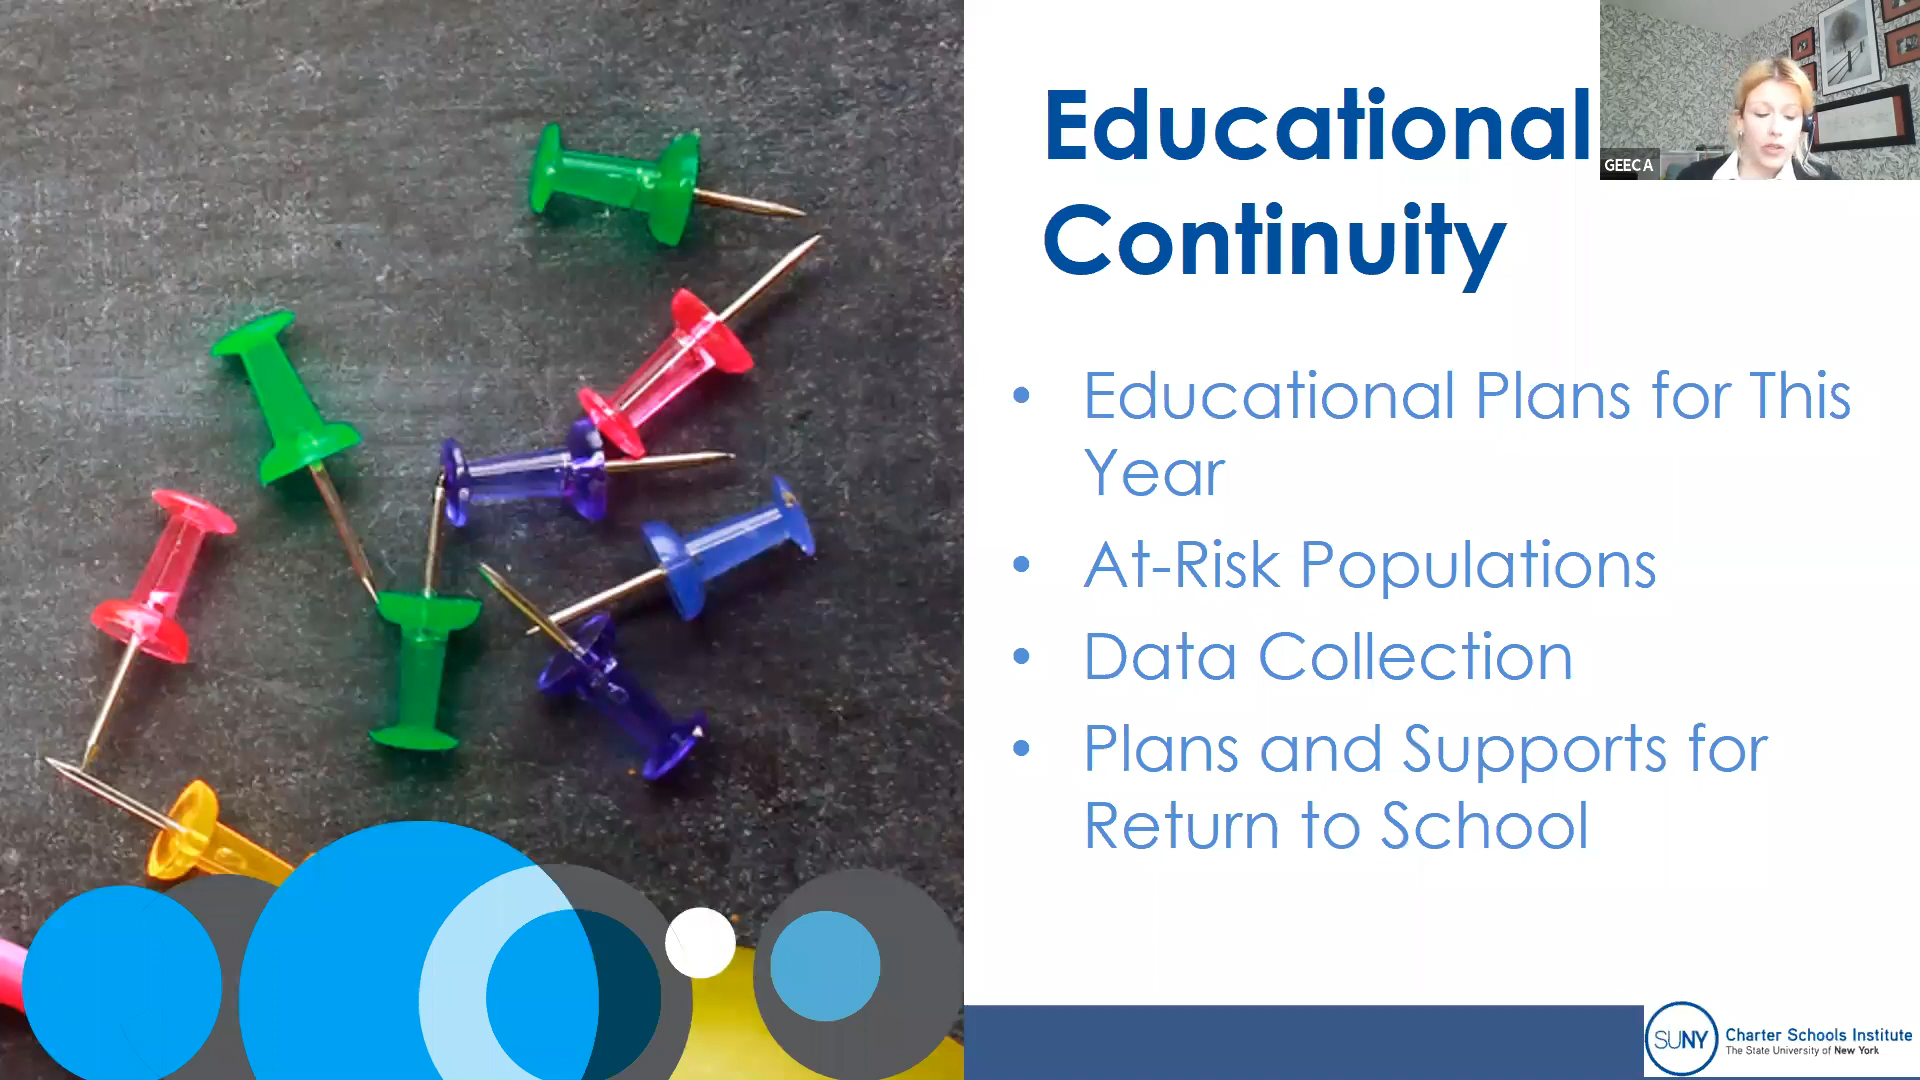 Educational
Continuity
GEEC A
• Educational Plans for This
Year
• At-Risk Populations
• Data Collection
• Plans and Supports for
Return to School
SUNY
Charter Schools Institute
The State University of New York